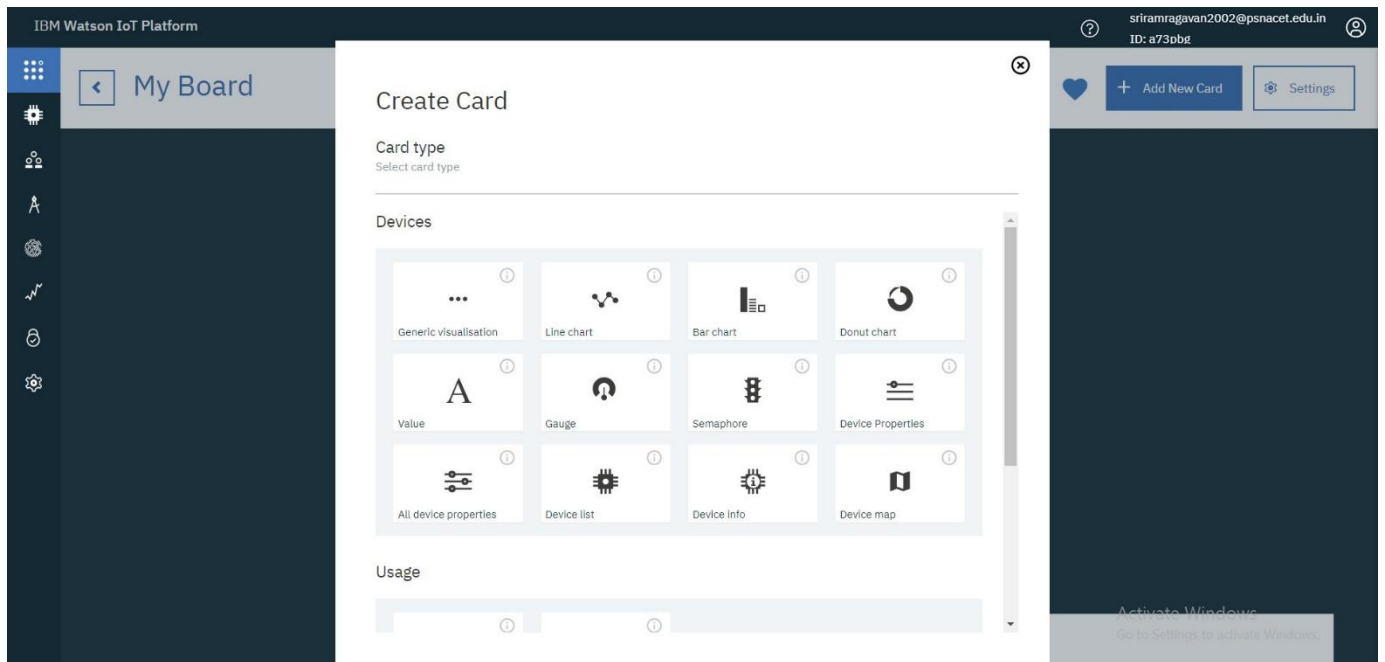 IBM Watson IoT Platform
sriramragavan2002@psnacet.edu.in
ID: a73pbg
My Board
Add New Card
Settings
Create Card
Card type
Select card type
Devices
Generic visualisation
Line chart
Bar chart
Donut chart
A
Value
Gauge
Semaphore
Device Properties
All device properties
Device list
Device info
Device map
Usage
Activate Windows
Go to Settings to activate Windows.